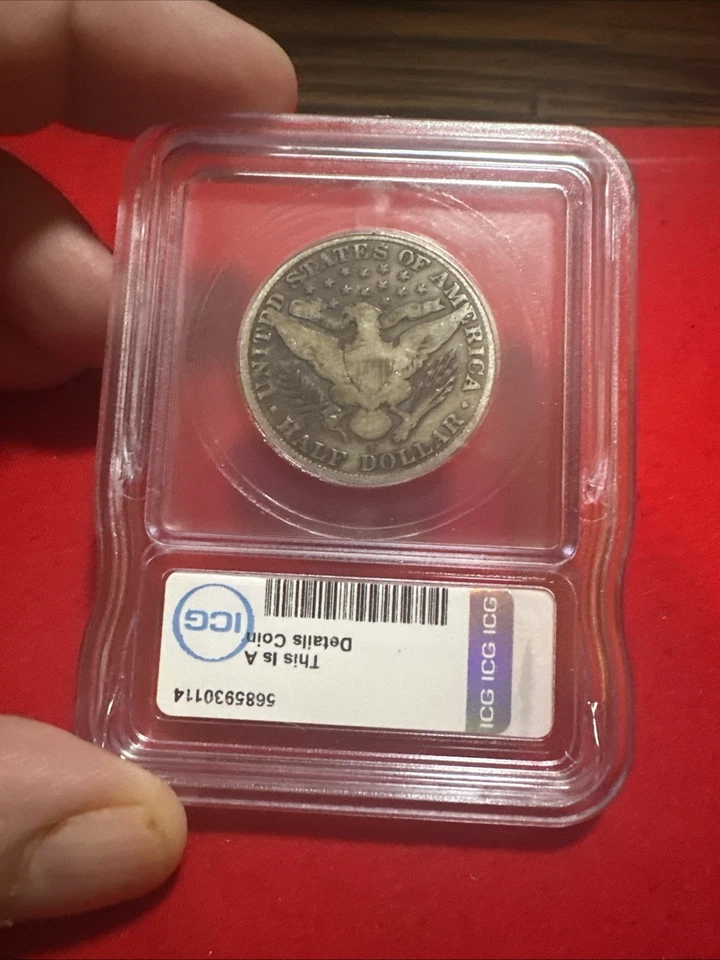 UNITED STATES OF AMERICA
· HALF DOLLAR ·
ICG
This Is A
Details Coin
5685930114
ICG ICG ICG